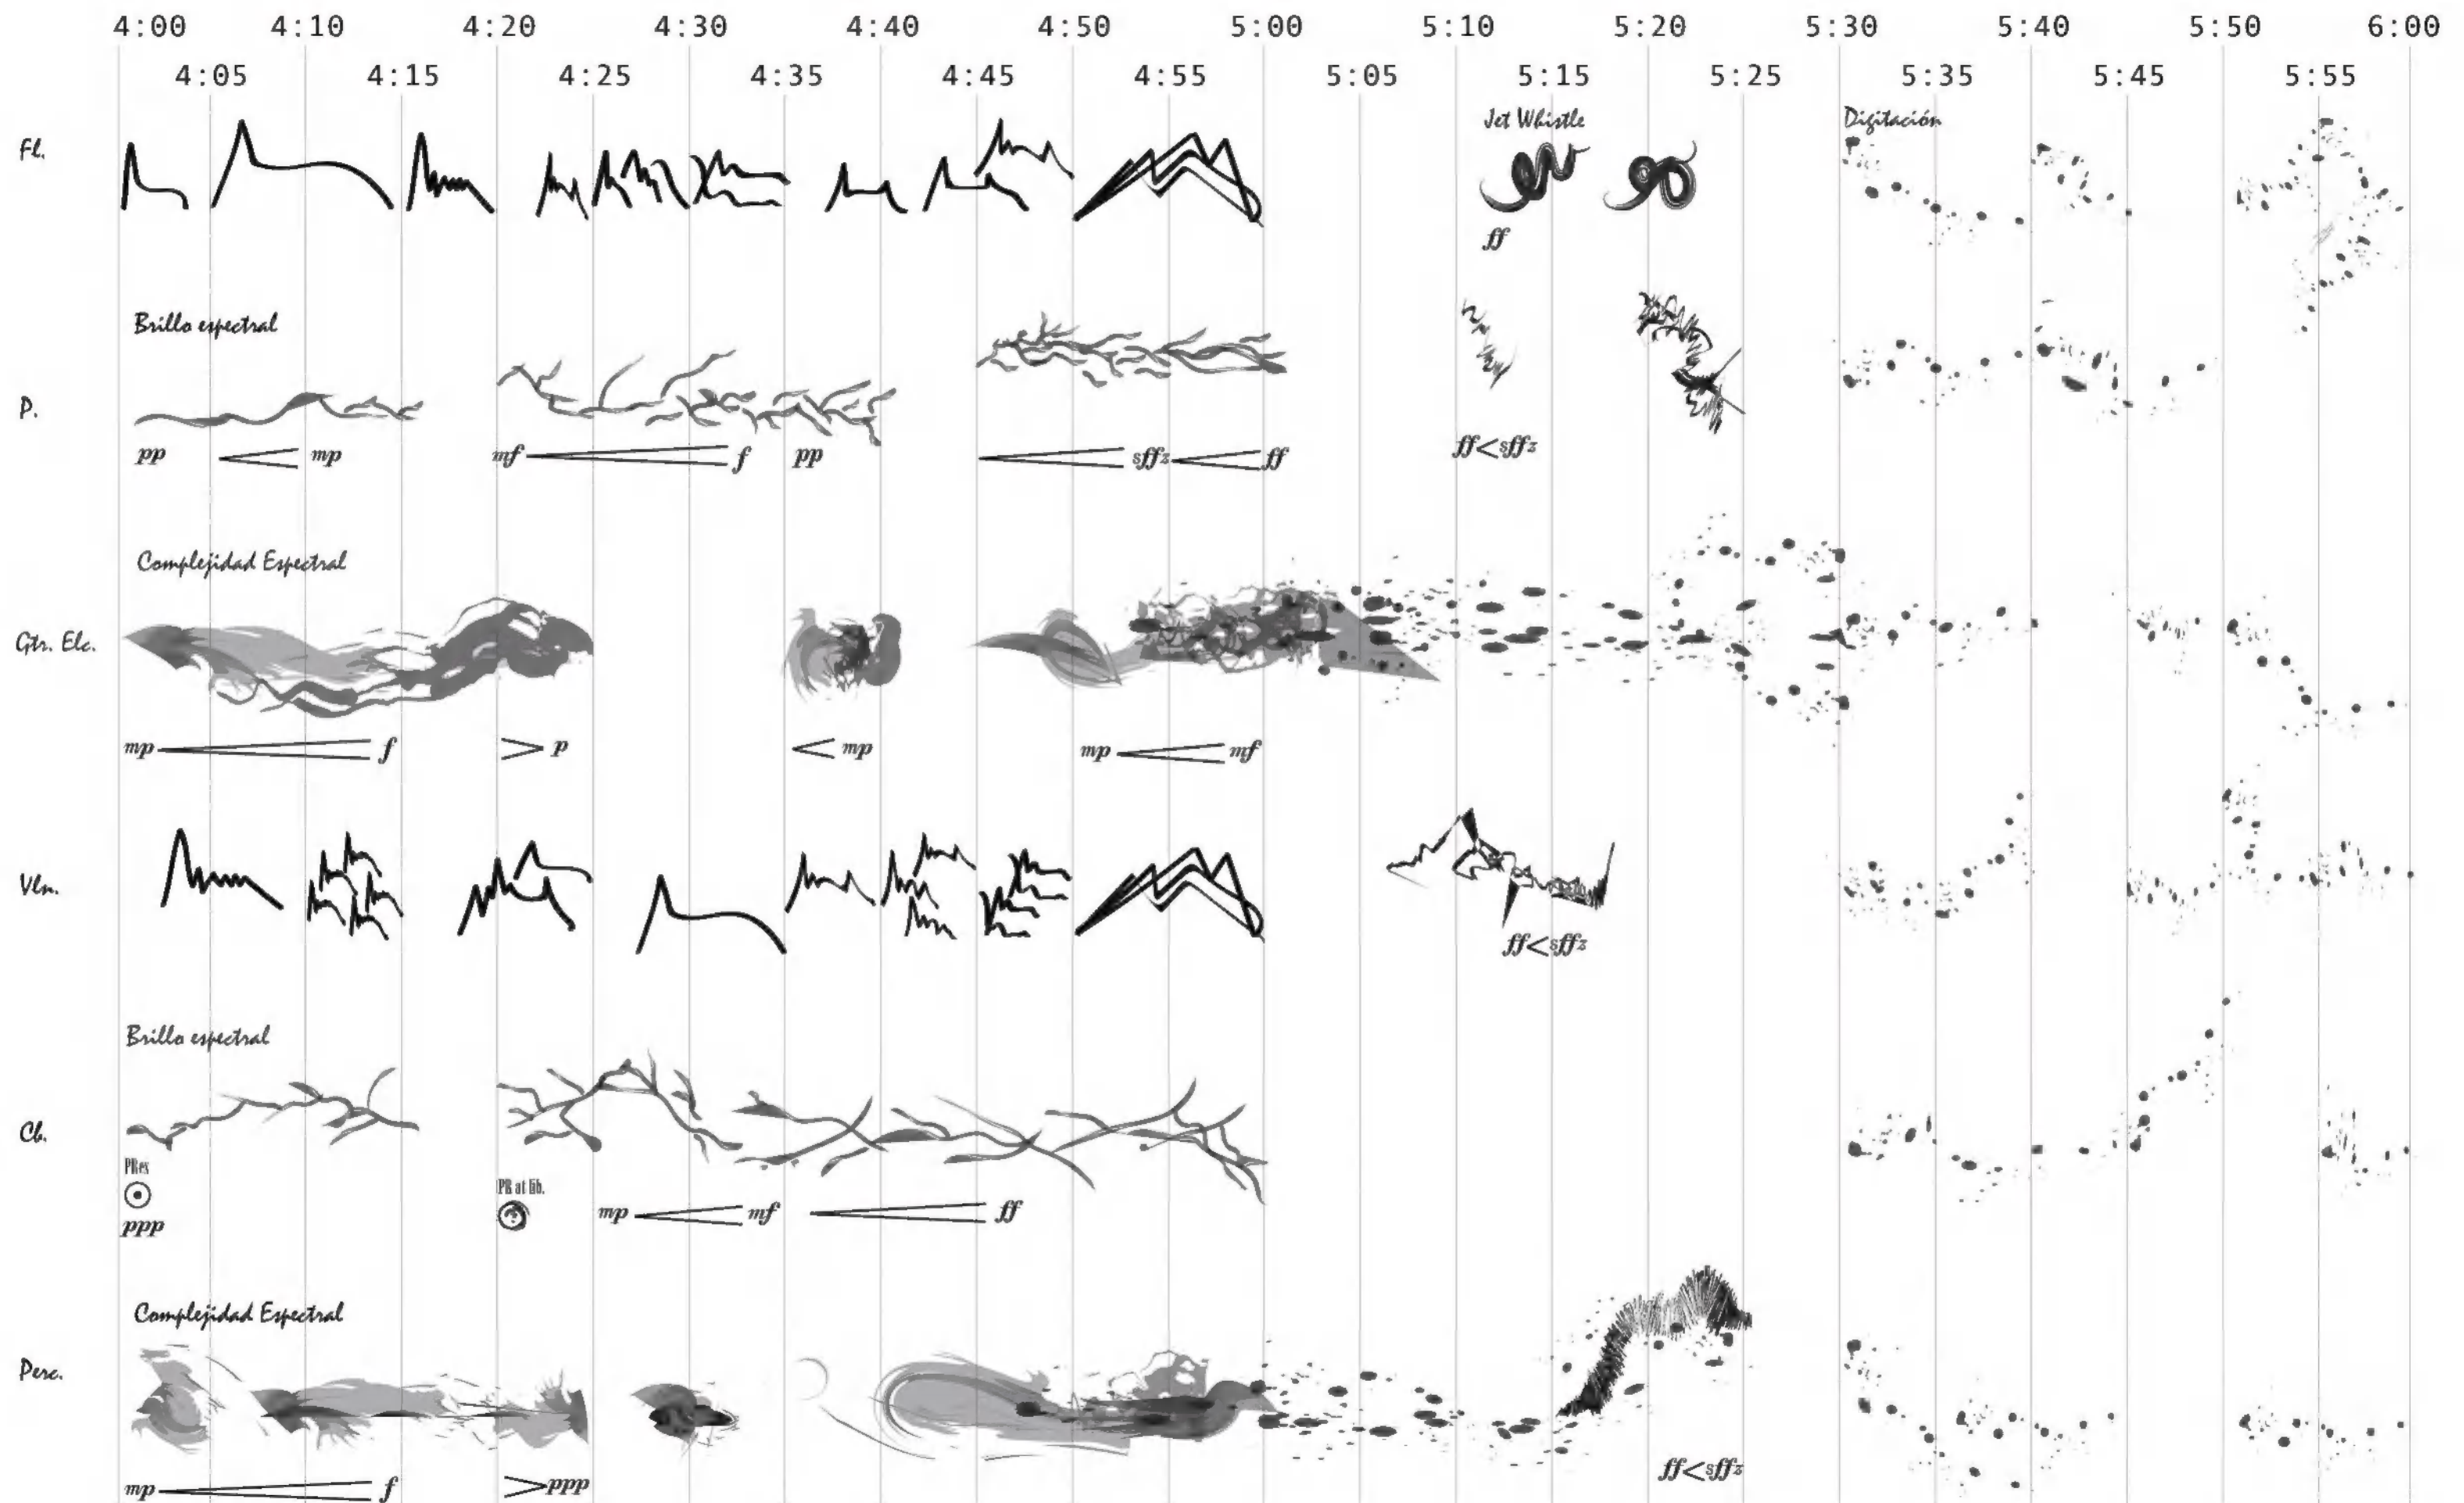 4:00 4:10 4:20 4:30 4:40 4:50 5:00 5:10 5:20 5:30 5:40 5:50 6:00
4:05 4:15 4:25 4:35 4:45 4:55 5:05 5:15 5:25 5:35 5:45 5:55
Jet Whistle Digitación
Fl.
ff
Brillo espectral
P.
pp mp mf f pp sffz ff ff<sffz
Complejidad Espectral
Gtr. Elc.
mp f p mp mp mf
Vln.
ff<sffz
Brillo espectral
Cb.
PRes
PR at lib.
ppp mp mf ff
Complejidad Espectral
Perc.
ff<sffz
mp f ppp